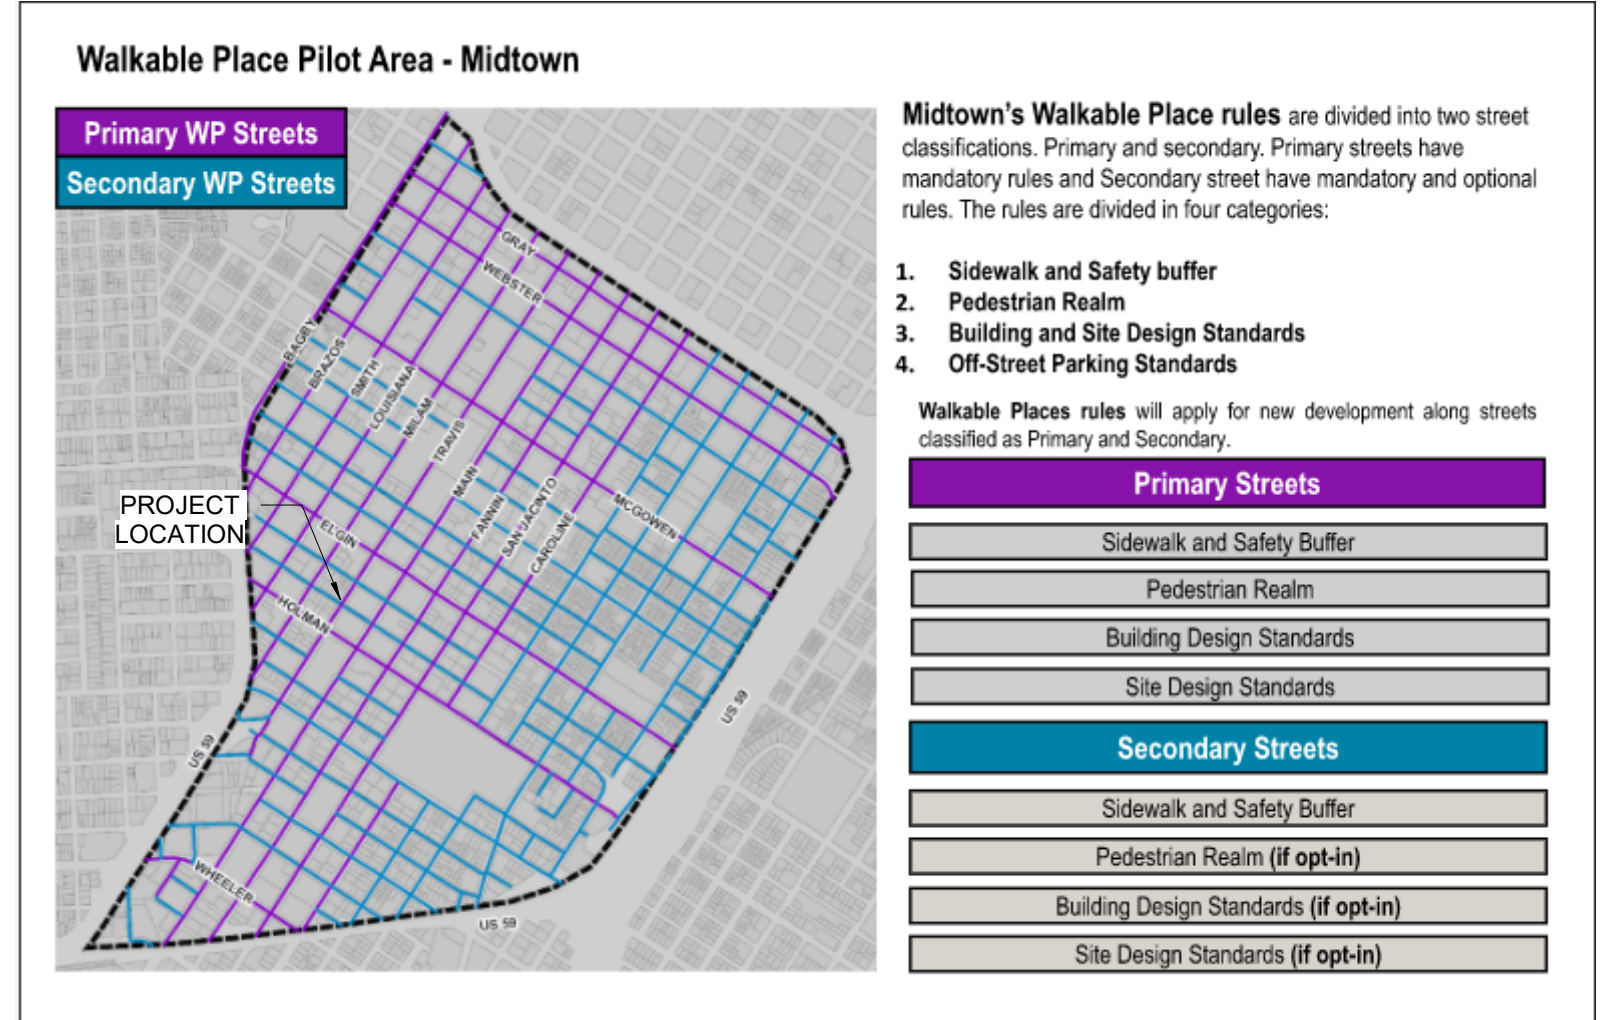 Walkable Place Pilot Area - Midtown
Primary WP Streets
Secondary WP Streets
GRAY
WEBSTER
BAGBY
BRAZOS
SMITH
LOUISIANA
MILAM
TRAVIS
MAIN
FANNIN
SAN JACINTO
CAROLINE
MCGOWEN
PROJECT
LOCATION
ELGIN
HOLMAN
US 59
US 59
WHEELER
US 59
Midtown's Walkable Place rules are divided into two street
classifications. Primary and secondary. Primary streets have
mandatory rules and Secondary street have mandatory and optional
rules. The rules are divided in four categories:
1. Sidewalk and Safety buffer
2. Pedestrian Realm
3. Building and Site Design Standards
4. Off-Street Parking Standards
Walkable Places rules will apply for new development along streets
classified as Primary and Secondary.
Primary Streets
Sidewalk and Safety Buffer
Pedestrian Realm
Building Design Standards
Site Design Standards
Secondary Streets
Sidewalk and Safety Buffer
Pedestrian Realm (if opt-in)
Building Design Standards (if opt-in)
Site Design Standards (if opt-in)